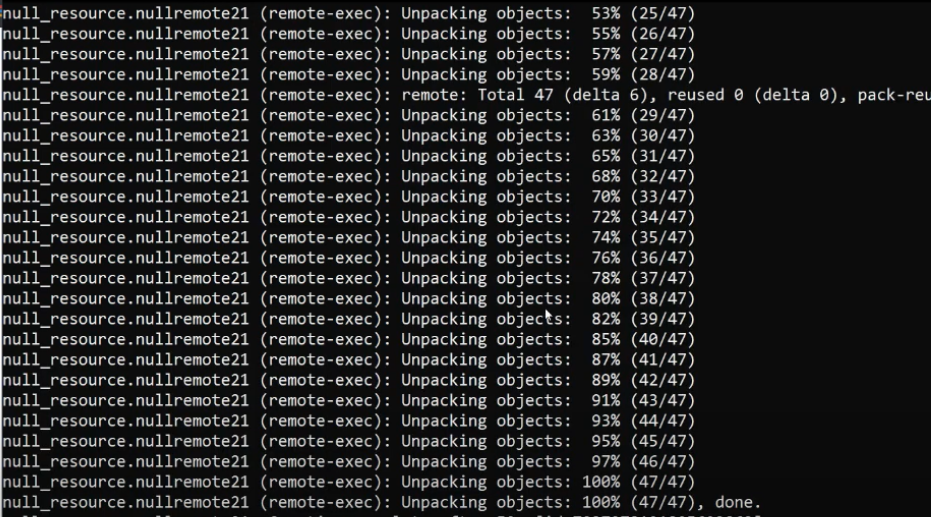 null_resource.nullremote21 (remote-exec): Unpacking objects:  53% (25/47)
null_resource.nullremote21 (remote-exec): Unpacking objects:  55% (26/47)
null_resource.nullremote21 (remote-exec): Unpacking objects:  57% (27/47)
null_resource.nullremote21 (remote-exec): Unpacking objects:  59% (28/47)
null_resource.nullremote21 (remote-exec): remote: Total 47 (delta 6), reused 0 (delta 0), pack-reu
null_resource.nullremote21 (remote-exec): Unpacking objects:  61% (29/47)
null_resource.nullremote21 (remote-exec): Unpacking objects:  63% (30/47)
null_resource.nullremote21 (remote-exec): Unpacking objects:  65% (31/47)
null_resource.nullremote21 (remote-exec): Unpacking objects:  68% (32/47)
null_resource.nullremote21 (remote-exec): Unpacking objects:  70% (33/47)
null_resource.nullremote21 (remote-exec): Unpacking objects:  72% (34/47)
null_resource.nullremote21 (remote-exec): Unpacking objects:  74% (35/47)
null_resource.nullremote21 (remote-exec): Unpacking objects:  76% (36/47)
null_resource.nullremote21 (remote-exec): Unpacking objects:  78% (37/47)
null_resource.nullremote21 (remote-exec): Unpacking objects:  80% (38/47)
null_resource.nullremote21 (remote-exec): Unpacking objects:  82% (39/47)
null_resource.nullremote21 (remote-exec): Unpacking objects:  85% (40/47)
null_resource.nullremote21 (remote-exec): Unpacking objects:  87% (41/47)
null_resource.nullremote21 (remote-exec): Unpacking objects:  89% (42/47)
null_resource.nullremote21 (remote-exec): Unpacking objects:  91% (43/47)
null_resource.nullremote21 (remote-exec): Unpacking objects:  93% (44/47)
null_resource.nullremote21 (remote-exec): Unpacking objects:  95% (45/47)
null_resource.nullremote21 (remote-exec): Unpacking objects:  97% (46/47)
null_resource.nullremote21 (remote-exec): Unpacking objects: 100% (47/47)
null_resource.nullremote21 (remote-exec): Unpacking objects: 100% (47/47), done.